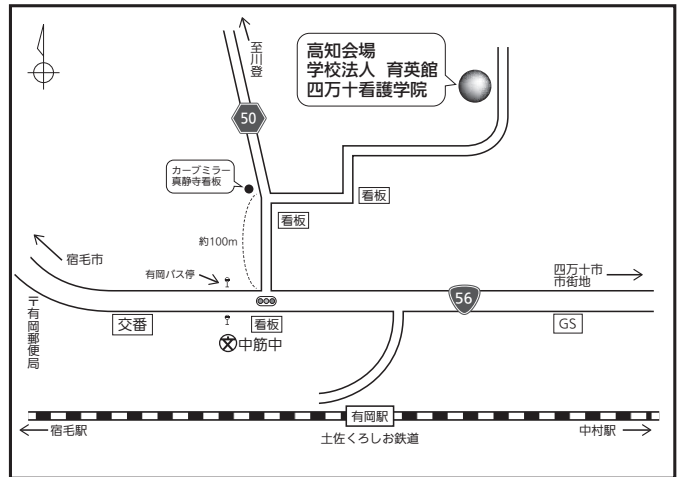 至川登
高知会場
学校法人 育英館
四万十看護学院
50
カーブミラー
真静寺看板
看板
看板
約100m
宿毛市
有岡バス停
四万十市
市街地
56
〒有岡郵便局
交番
看板
GS
中筋中
文
有岡駅
宿毛駅
土佐くろしお鉄道
中村駅